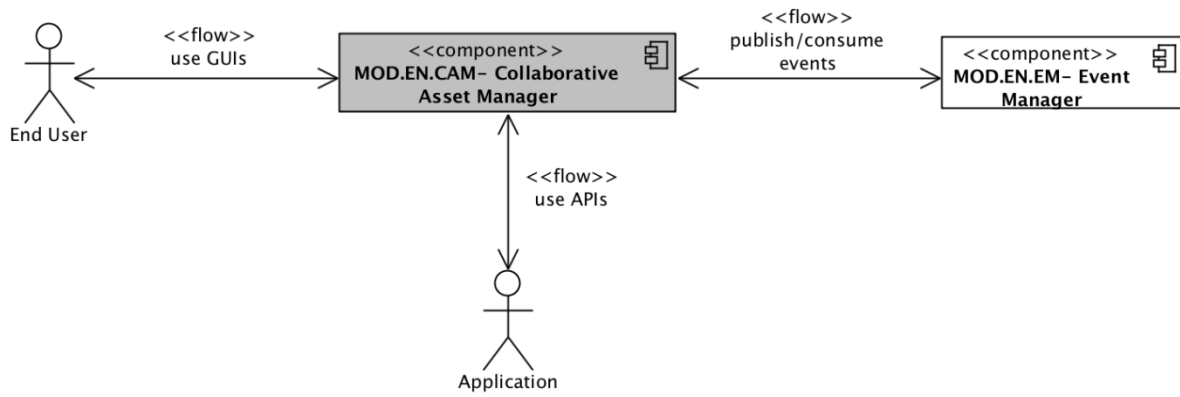 <<flow>>
use GUIs
<<component>>
MOD.EN.CAM- Collaborative
Asset Manager
<<flow>>
publish/consume
events
<<component>>
MOD.EN.EM- Event
Manager
End User
<<flow>>
use APIs
Application